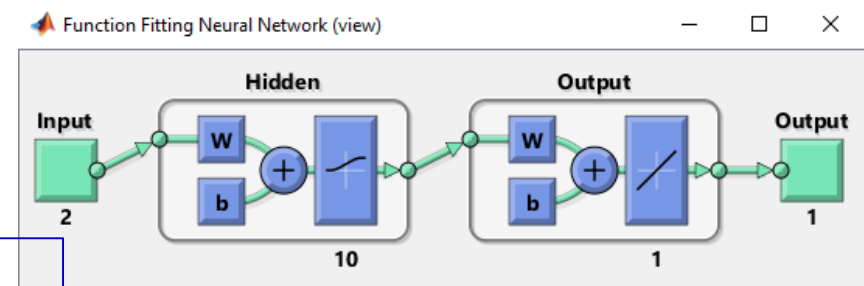 Function Fitting Neural Network (view)
Hidden
Output
Input
Output
W
W
+
+
b
b
2
1
10
1